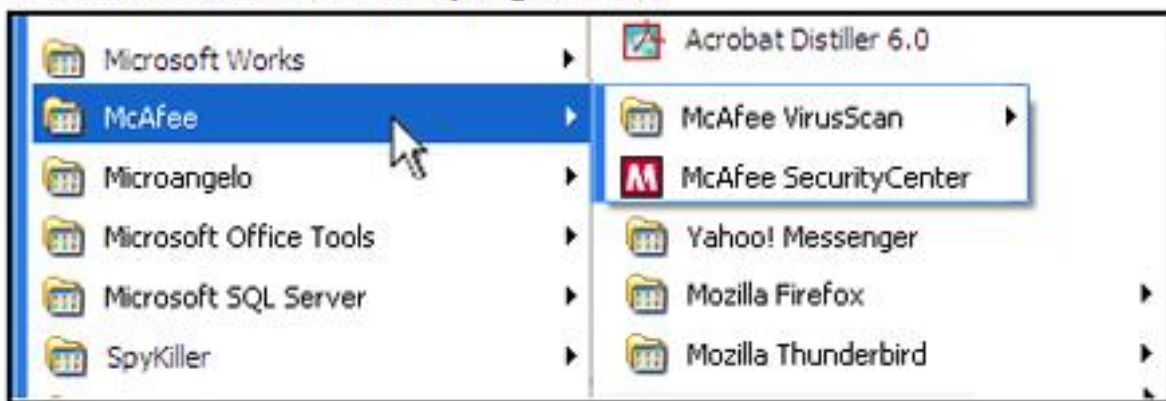 Microsoft Works
McAfee
Microangelo
Microsoft Office Tools
Microsoft SQL Server
SpyKiller
Acrobat Distiller 6.0
McAfee VirusScan
McAfee SecurityCenter
Yahoo! Messenger
Mozilla Firefox
Mozilla Thunderbird